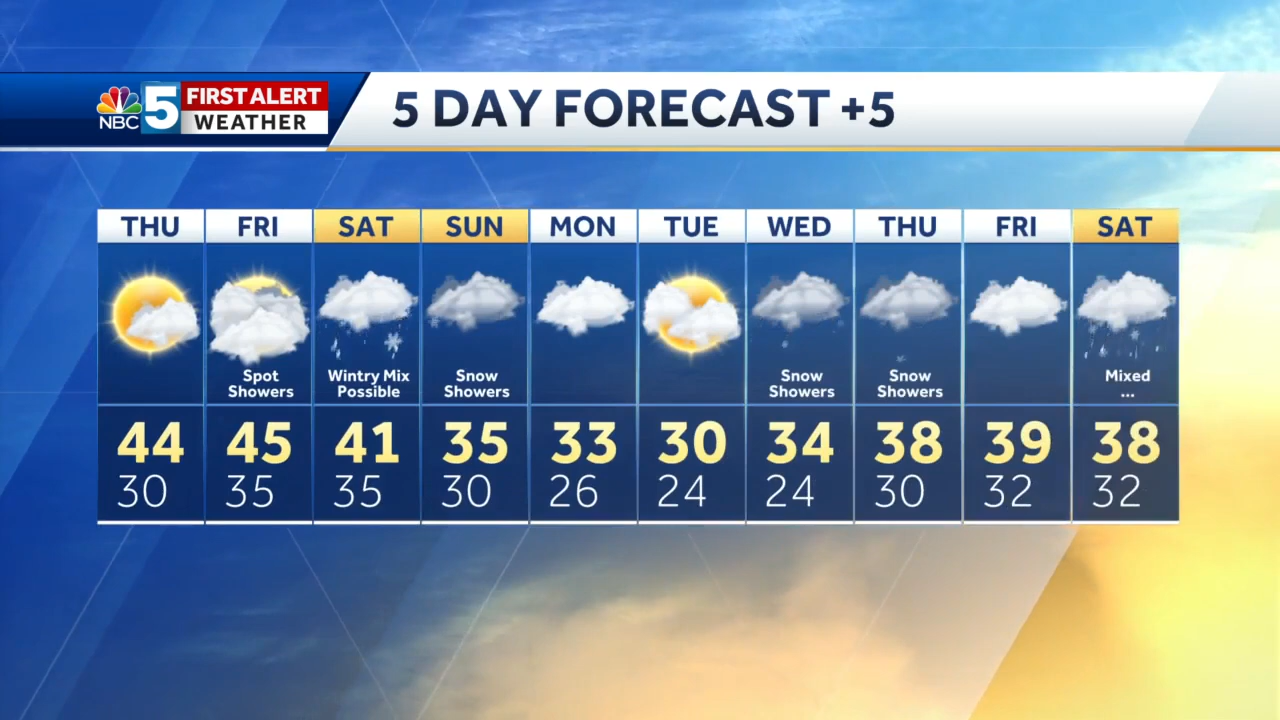 NBC 5 FIRST ALERT
WEATHER
5 DAY FORECAST +5
THU FRI SAT SUN MON TUE WED THU FRI SAT
Spot Showers
Wintry Mix Possible
Snow Showers
Snow Showers
Snow Showers
Mixed ...
44 45 41 35 33 30 34 38 39 38
30 35 35 30 26 24 24 30 32 32